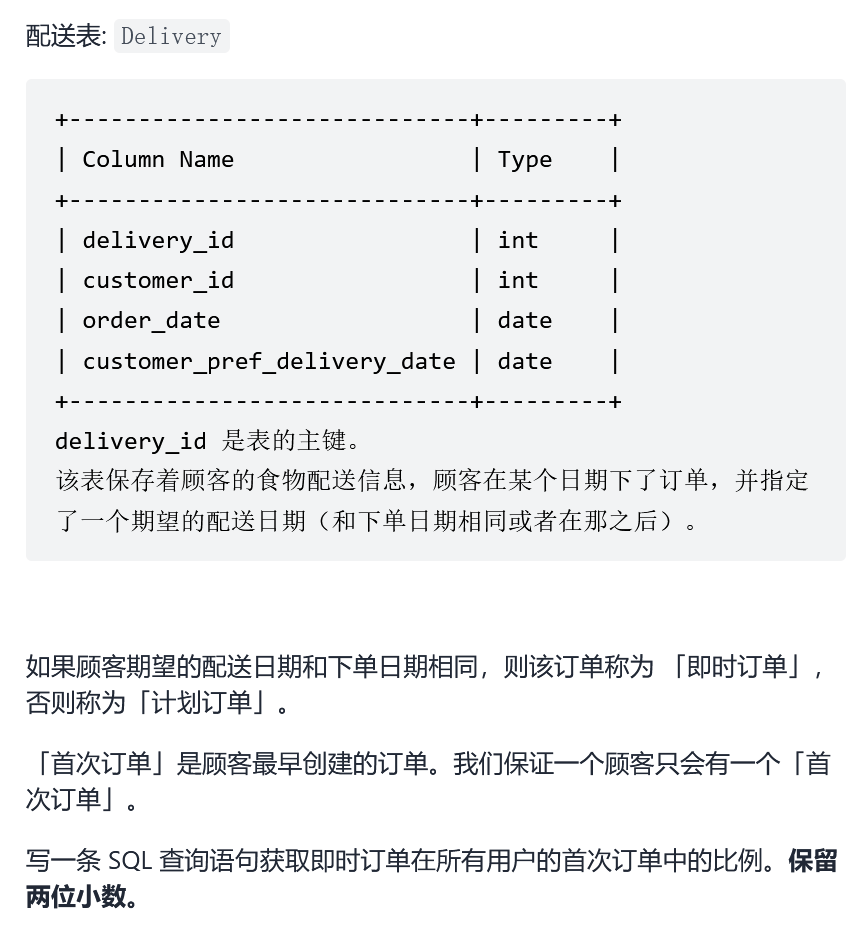 配送表: Delivery
+-----------------------------+---------+
| Column Name                 | Type    |
+-----------------------------+---------+
| delivery_id                 | int     |
| customer_id                 | int     |
| order_date                  | date    |
| customer_pref_delivery_date | date    |
+-----------------------------+---------+
delivery_id 是表的主键。
该表保存着顾客的食物配送信息，顾客在某个日期下了订单，并指定
了一个期望的配送日期（和下单日期相同或者在那之后）。
如果顾客期望的配送日期和下单日期相同，则该订单称为 「即时订单」，
否则称为「计划订单」。
「首次订单」是顾客最早创建的订单。我们保证一个顾客只会有一个「首
次订单」。
写一条 SQL 查询语句获取即时订单在所有用户的首次订单中的比例。保留
两位小数。